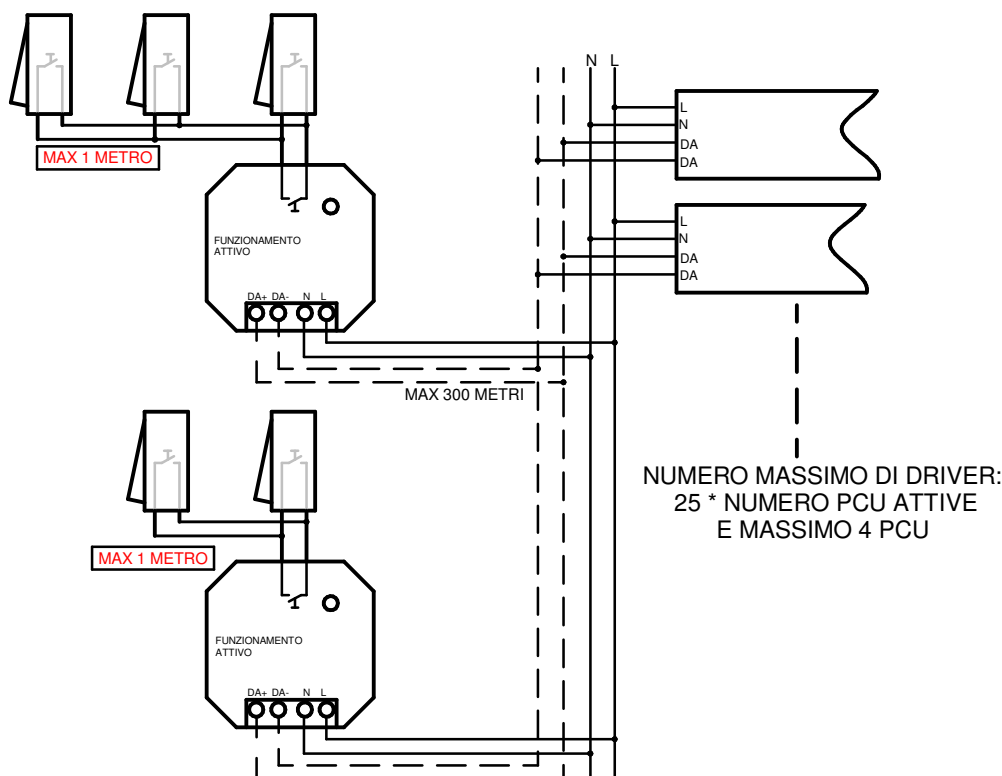 N L
L
N
DA
DA
MAX 1 METRO
L
N
DA
DA
FUNZIONAMENTO
ATTIVO
DA+ DA- N L
MAX 300 METRI
NUMERO MASSIMO DI DRIVER:
25 * NUMERO PCU ATTIVE
E MASSIMO 4 PCU
MAX 1 METRO
FUNZIONAMENTO
ATTIVO
DA+ DA- N L